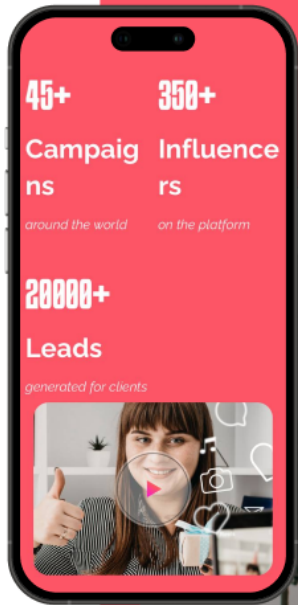 45+
350+
Campaig
ns
Influence
rs
around the world
on the platform
20000+
Leads
generated for clients